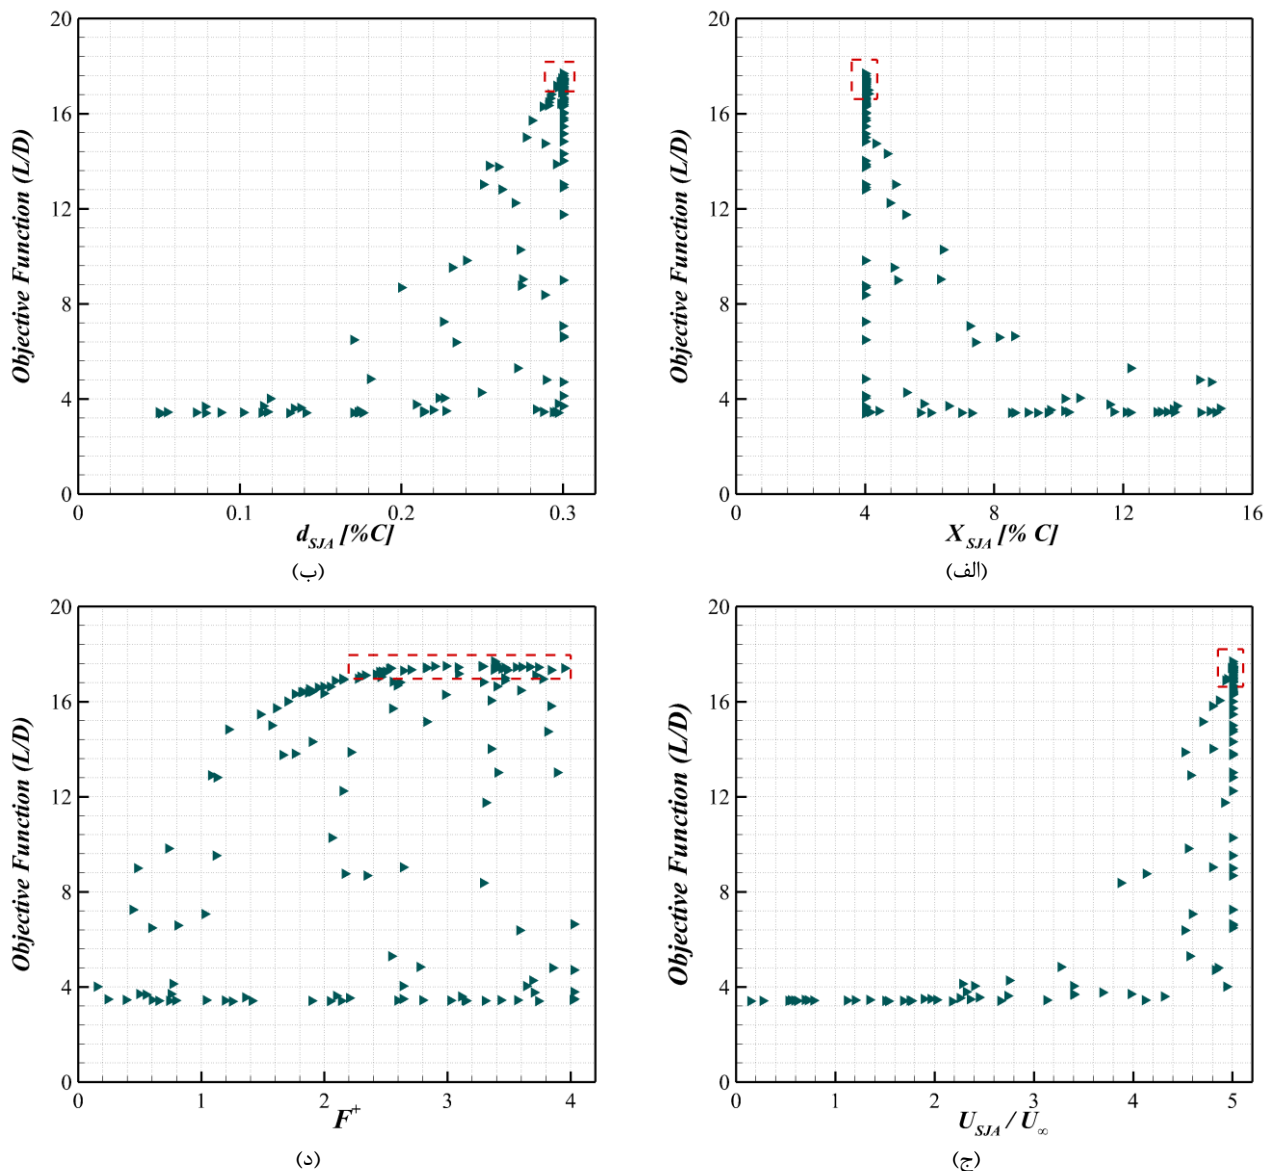 Objective Function (L/D)
20
16
12
8
4
0
0 0.1 0.2 0.3
d_SJA [%C]
(ب)
Objective Function (L/D)
20
16
12
8
4
0
0 4 8 12 16
X_SJA [% C]
(الف)
Objective Function (L/D)
20
16
12
8
4
0
0 1 2 3 4
F⁺
(د)
Objective Function (L/D)
20
16
12
8
4
0
0 1 2 3 4 5
U_SJA / U_∞
(ج)